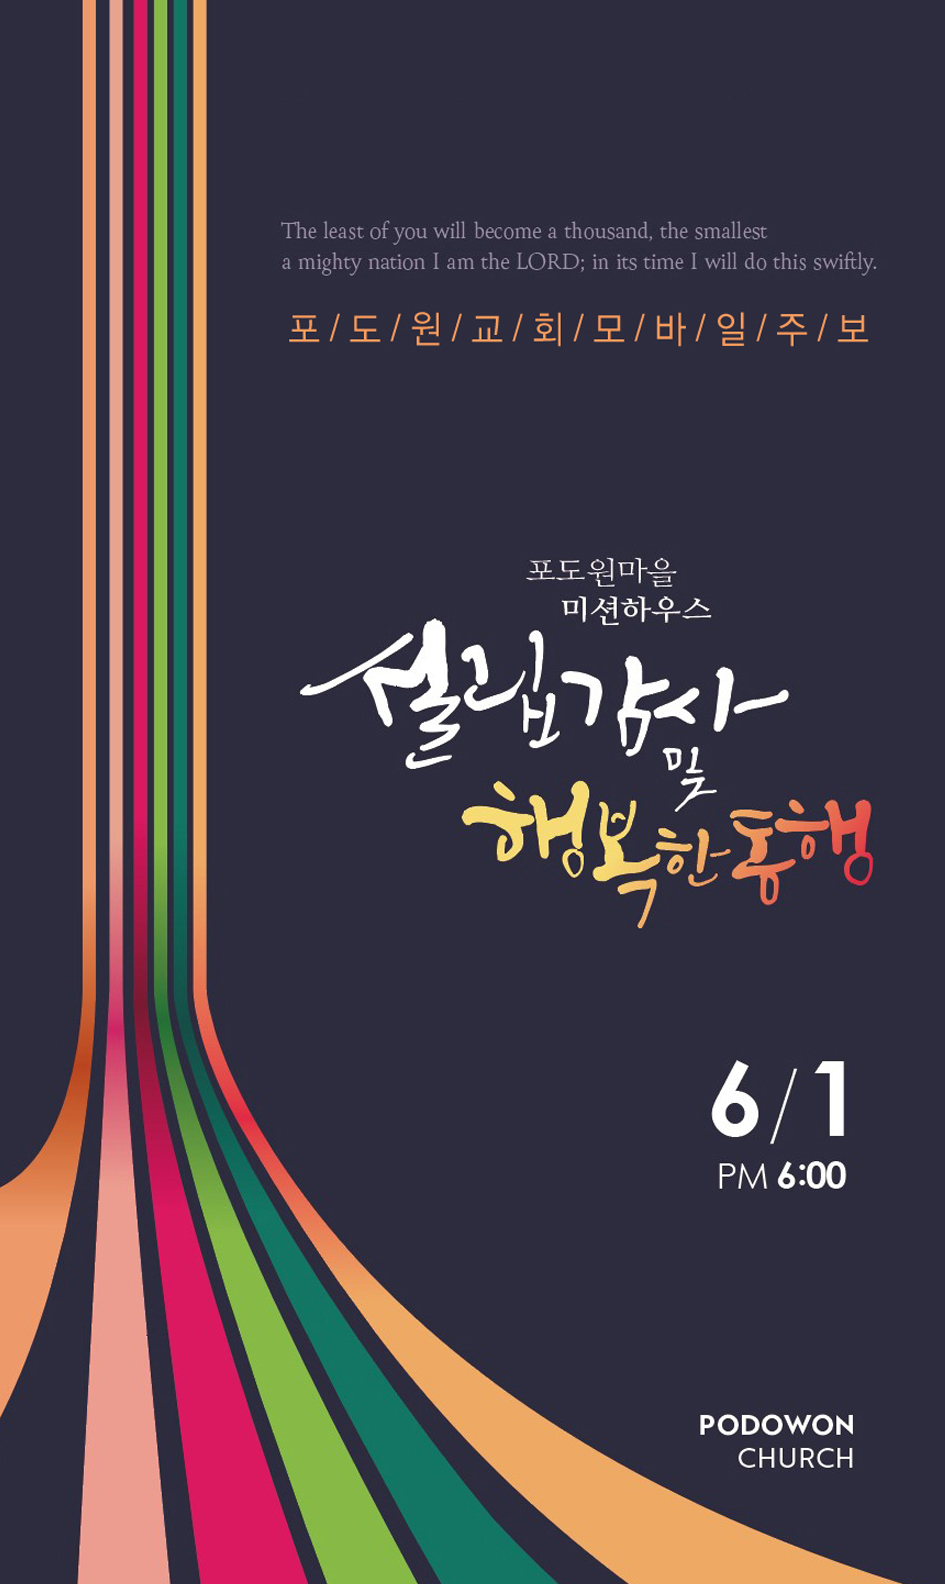 The least of you will become a thousand, the smallest
a mighty nation I am the LORD; in its time I will do this swiftly.
포/도/원/교/회/모/바/일/주/보
포도원마을
미션하우스
설립감사
및
행복한동행
6/1
PM 6:00
PODOWON
CHURCH